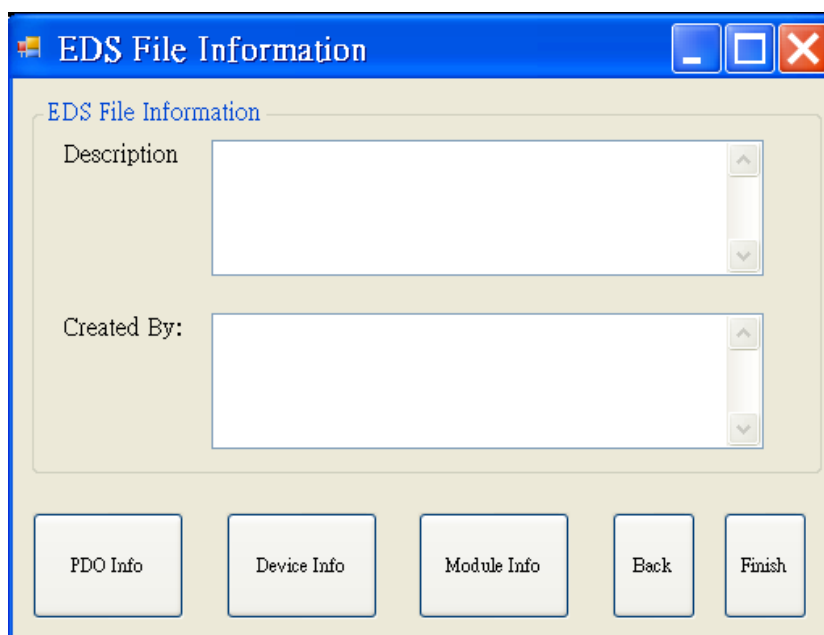 EDS File Information
EDS File Information
Description
Created By:
PDO Info Device Info Module Info Back Finish